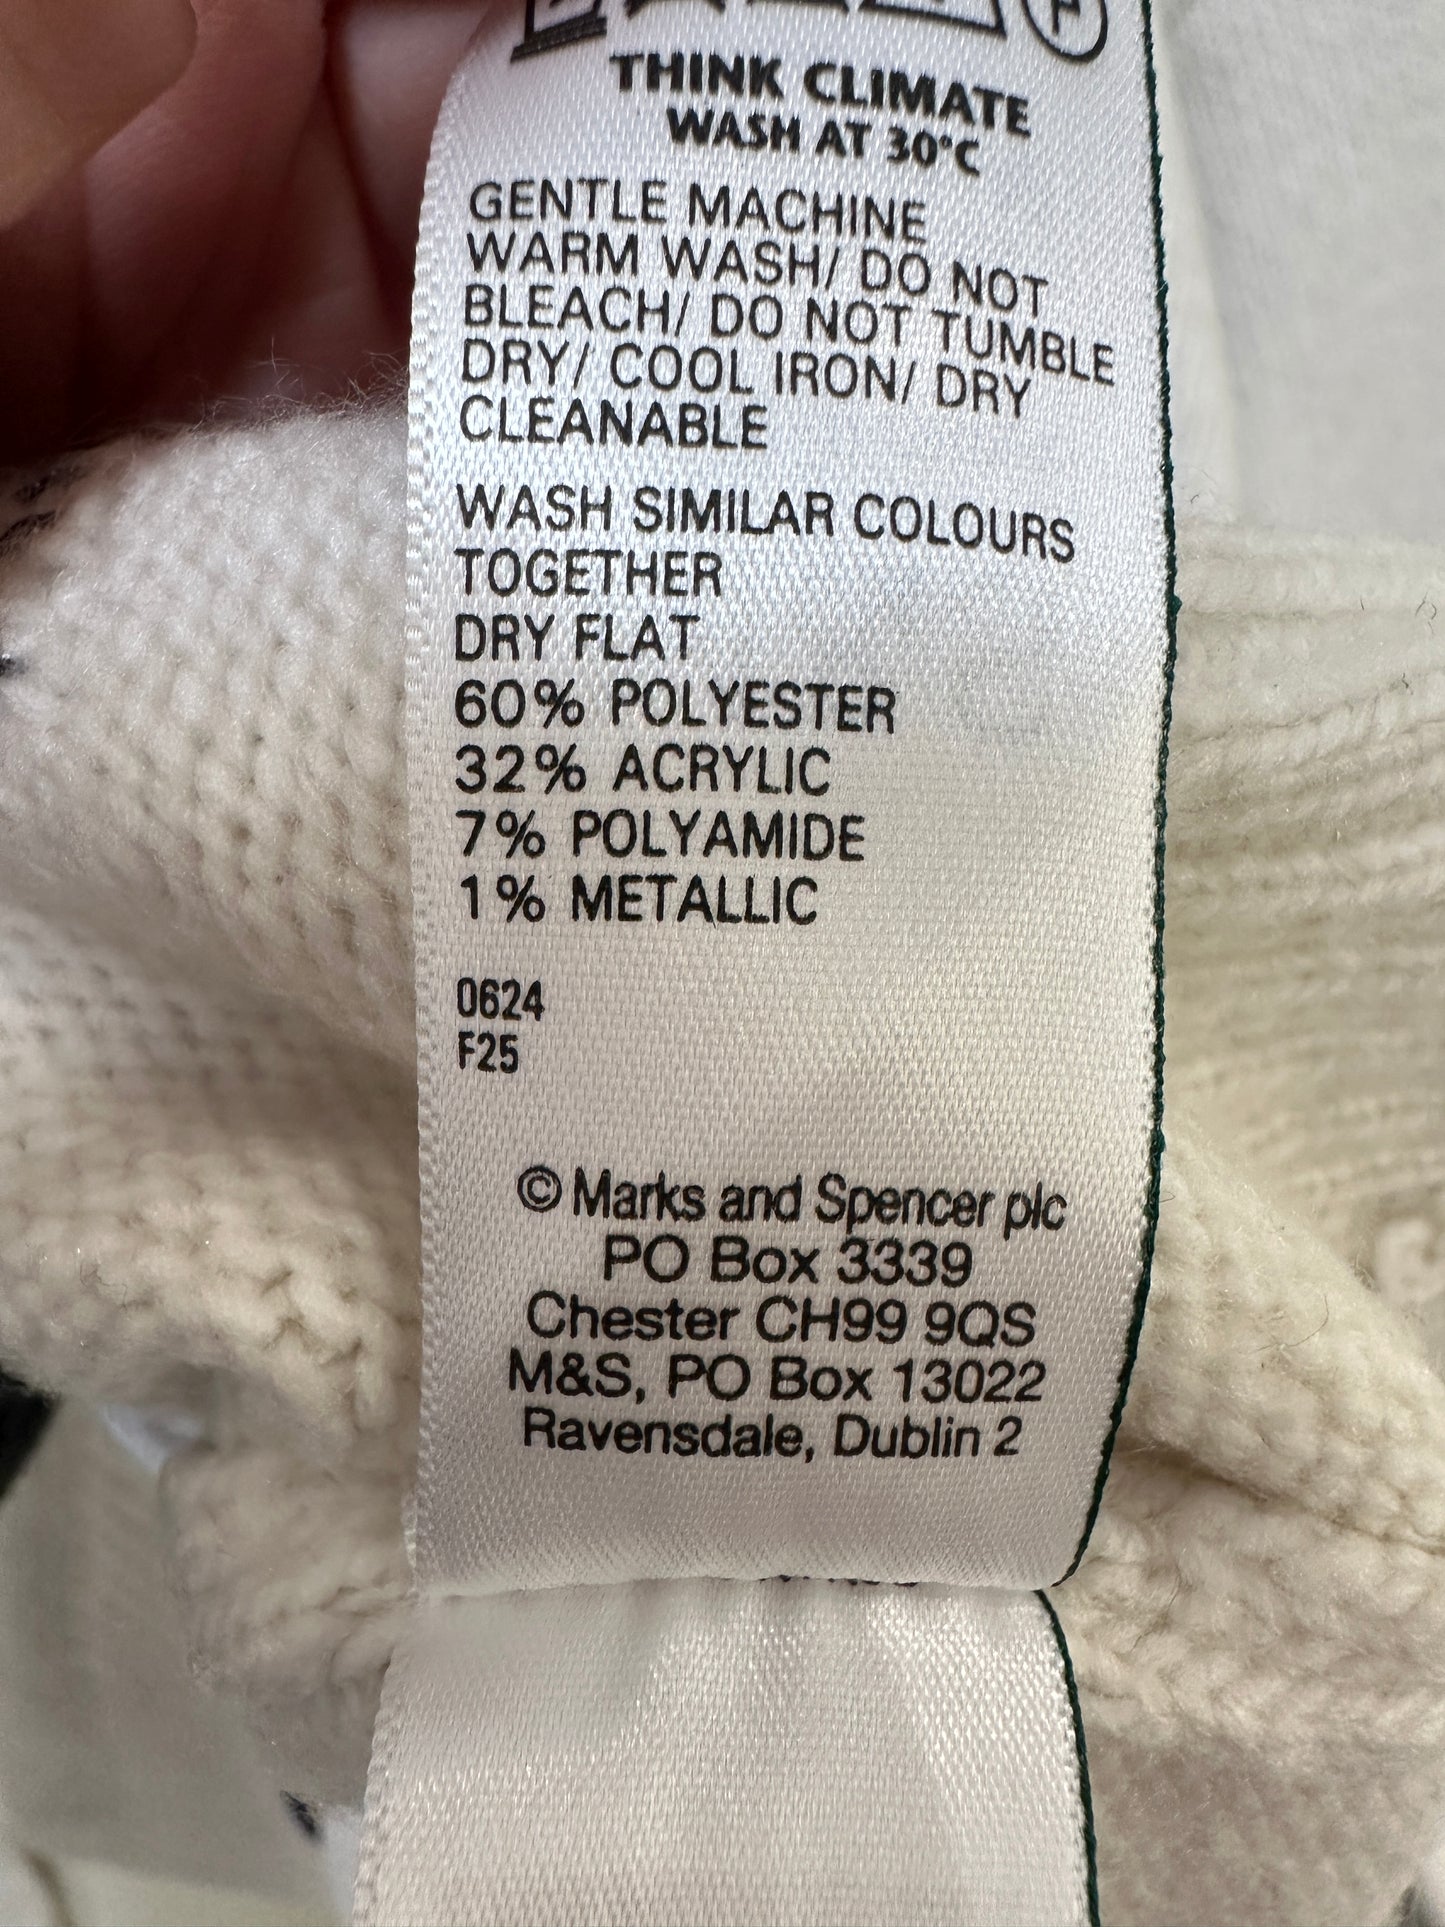 P
THINK CLIMATE
WASH AT 30°C
GENTLE MACHINE
WARM WASH/ DO NOT
BLEACH/ DO NOT TUMBLE
DRY/ COOL IRON/ DRY
CLEANABLE
WASH SIMILAR COLOURS
TOGETHER
DRY FLAT
60% POLYESTER
32% ACRYLIC
7% POLYAMIDE
1% METALLIC
0624
F25
© Marks and Spencer plc
PO Box 3339
Chester CH99 9QS
M&S, PO Box 13022
Ravensdale, Dublin 2